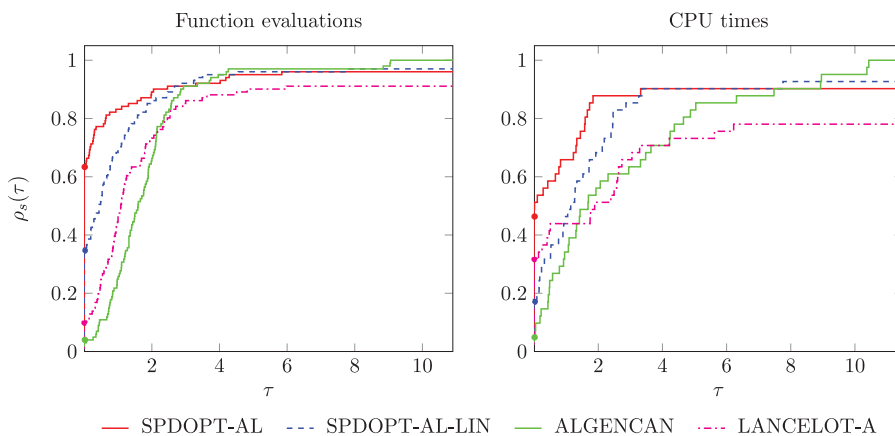 Function evaluations
CPU times
ρs(τ)
1
0.8
0.6
0.4
0.2
0
2
4
6
8
10
τ
1
0.8
0.6
0.4
0.2
0
0
2
4
6
8
10
τ
SPDOPT-AL
SPDOPT-AL-LIN
ALGENCAN
LANCELOT-A